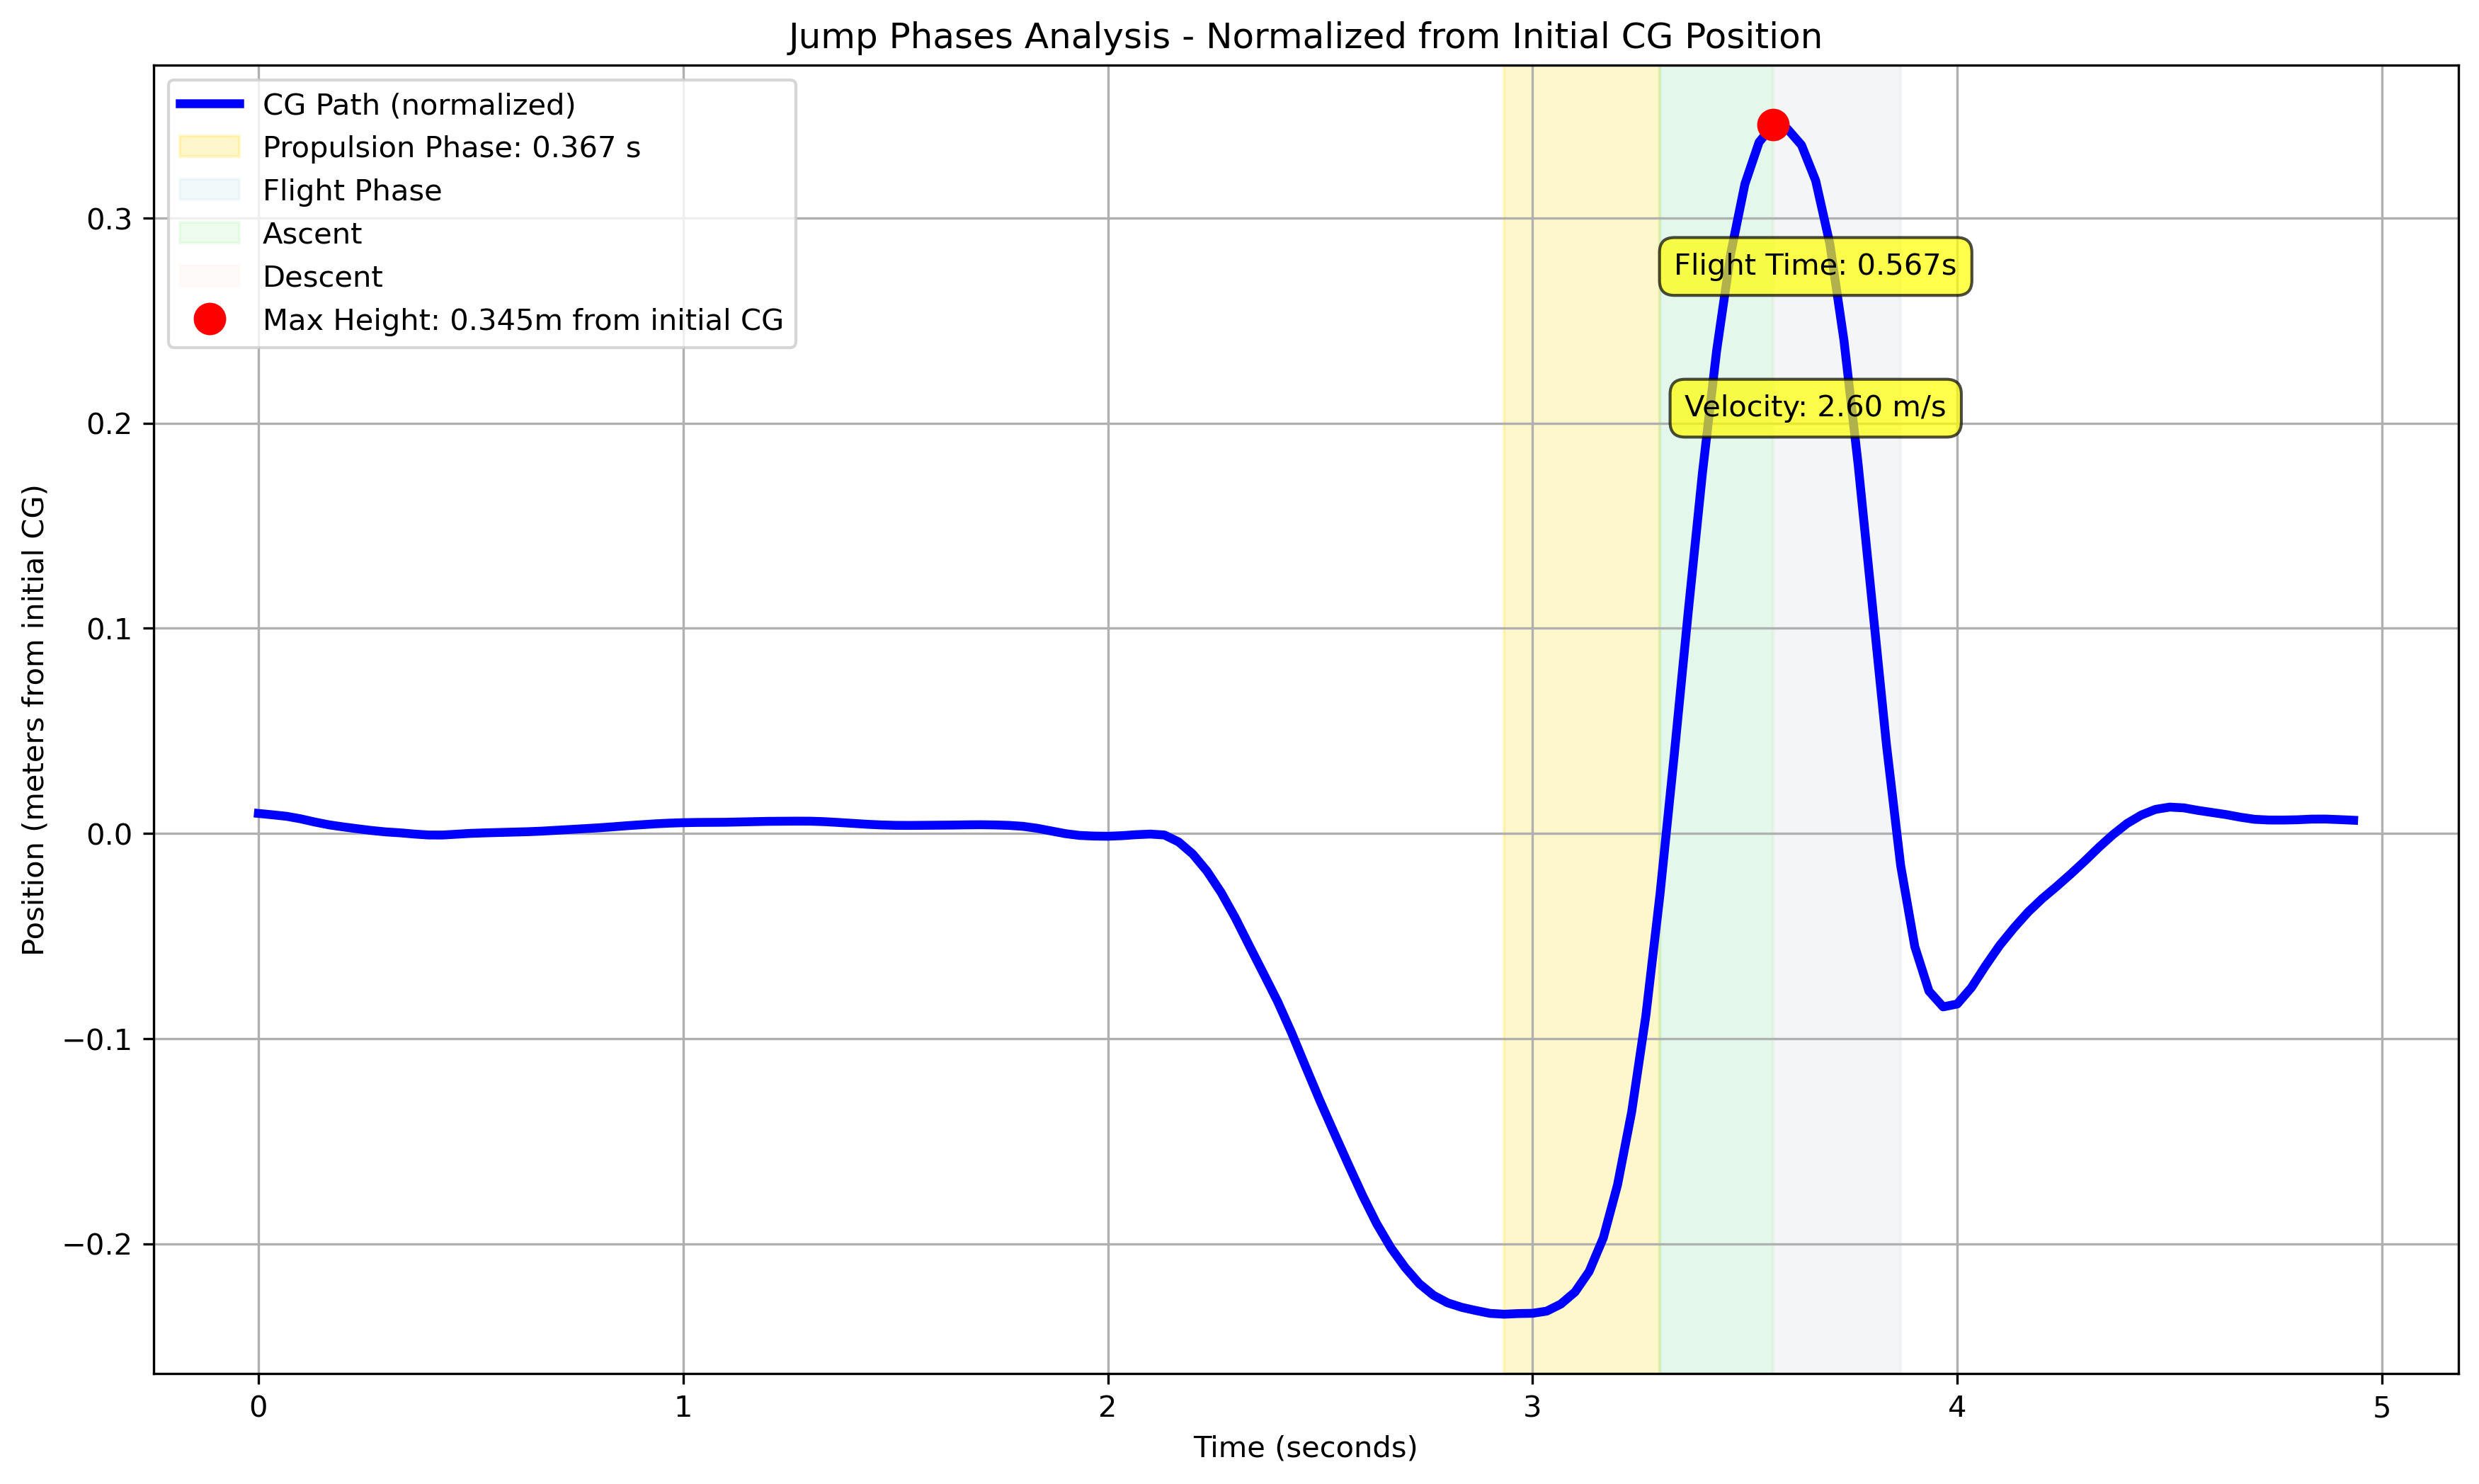 Jump Phases Analysis - Normalized from Initial CG Position
CG Path (normalized)
Propulsion Phase: 0.367 s
Flight Phase
Ascent
Descent
Max Height: 0.345m from initial CG
Flight Time: 0.567s
Velocity: 2.60 m/s
Position (meters from initial CG)
0.3
0.2
0.1
0.0
−0.1
−0.2
0
1
2
3
4
5
Time (seconds)